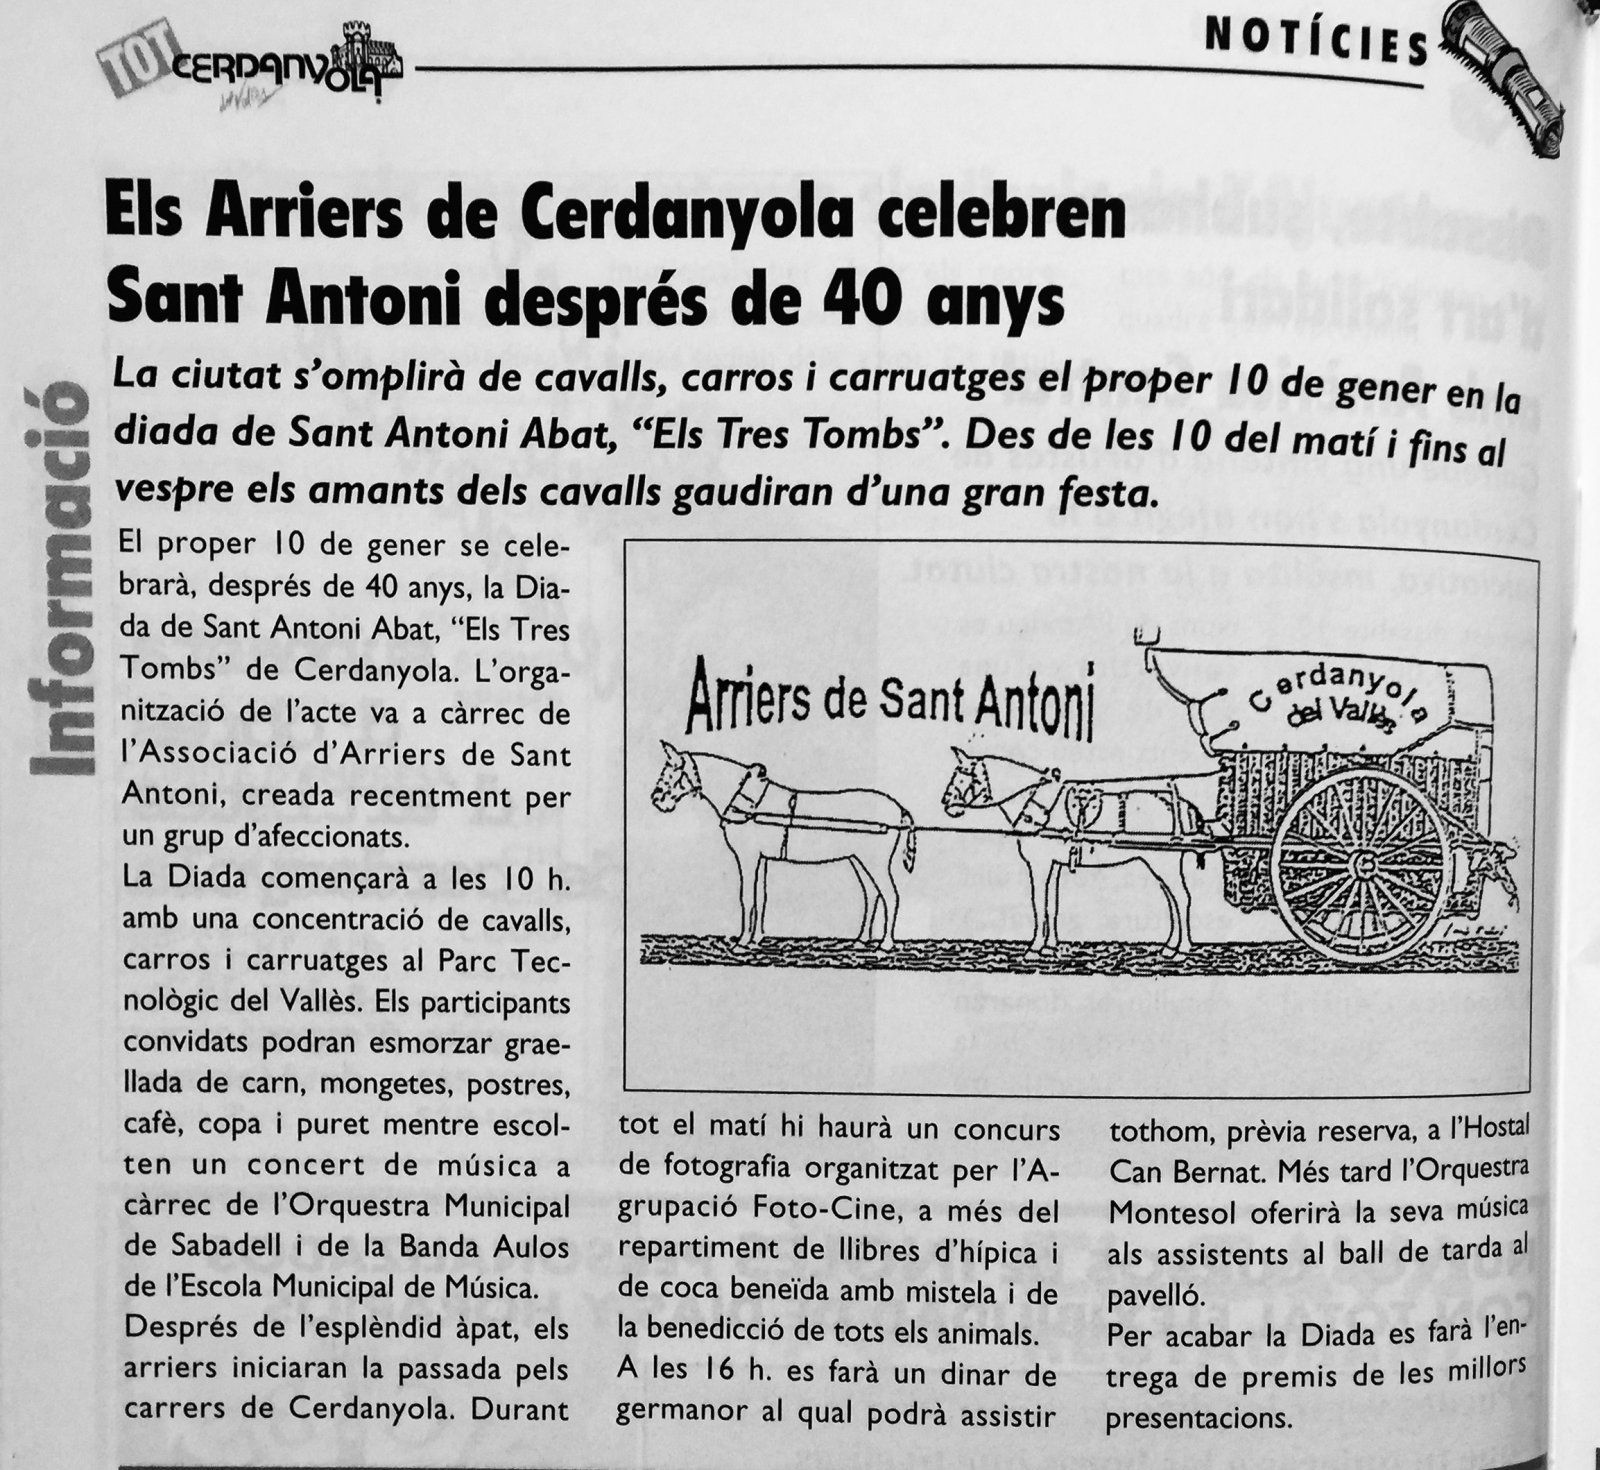 TOT CERDANYOLA
NOTÍCIES
Els Arriers de Cerdanyola celebren
Sant Antoni després de 40 anys
La ciutat s'omplirà de cavalls, carros i carruatges el proper 10 de gener en la
diada de Sant Antoni Abat, “Els Tres Tombs”. Des de les 10 del matí i fins al
vespre els amants dels cavalls gaudiran d'una gran festa.
Informació
El proper 10 de gener se cele-
brarà, després de 40 anys, la Dia-
da de Sant Antoni Abat, “Els Tres
Tombs” de Cerdanyola. L'orga-
nització de l'acte va a càrrec de
l'Associació d'Arriers de Sant
Antoni, creada recentment per
un grup d'afeccionats.
La Diada començarà a les 10 h.
amb una concentració de cavalls,
carros i carruatges al Parc Tec-
nològic del Vallès. Els participants
convidats podran esmorzar grae-
llada de carn, mongetes, postres,
cafè, copa i puret mentre escol-
ten un concert de música a
càrrec de l'Orquestra Municipal
de Sabadell i de la Banda Aulos
de l'Escola Municipal de Música.
Després de l'esplèndid àpat, els
arriers iniciaran la passada pels
carrers de Cerdanyola. Durant
Arriers de Sant Antoni
Cerdanyola
del Vallès
tot el matí hi haurà un concurs
de fotografia organitzat per l'A-
grupació Foto-Cine, a més del
repartiment de llibres d'hípica i
de coca beneïda amb mistela i de
la benedicció de tots els animals.
A les 16 h. es farà un dinar de
germanor al qual podrà assistir
tothom, prèvia reserva, a l'Hostal
Can Bernat. Més tard l'Orquestra
Montesol oferirà la seva música
als assistents al ball de tarda al
pavelló.
Per acabar la Diada es farà l'en-
trega de premis de les millors
presentacions.